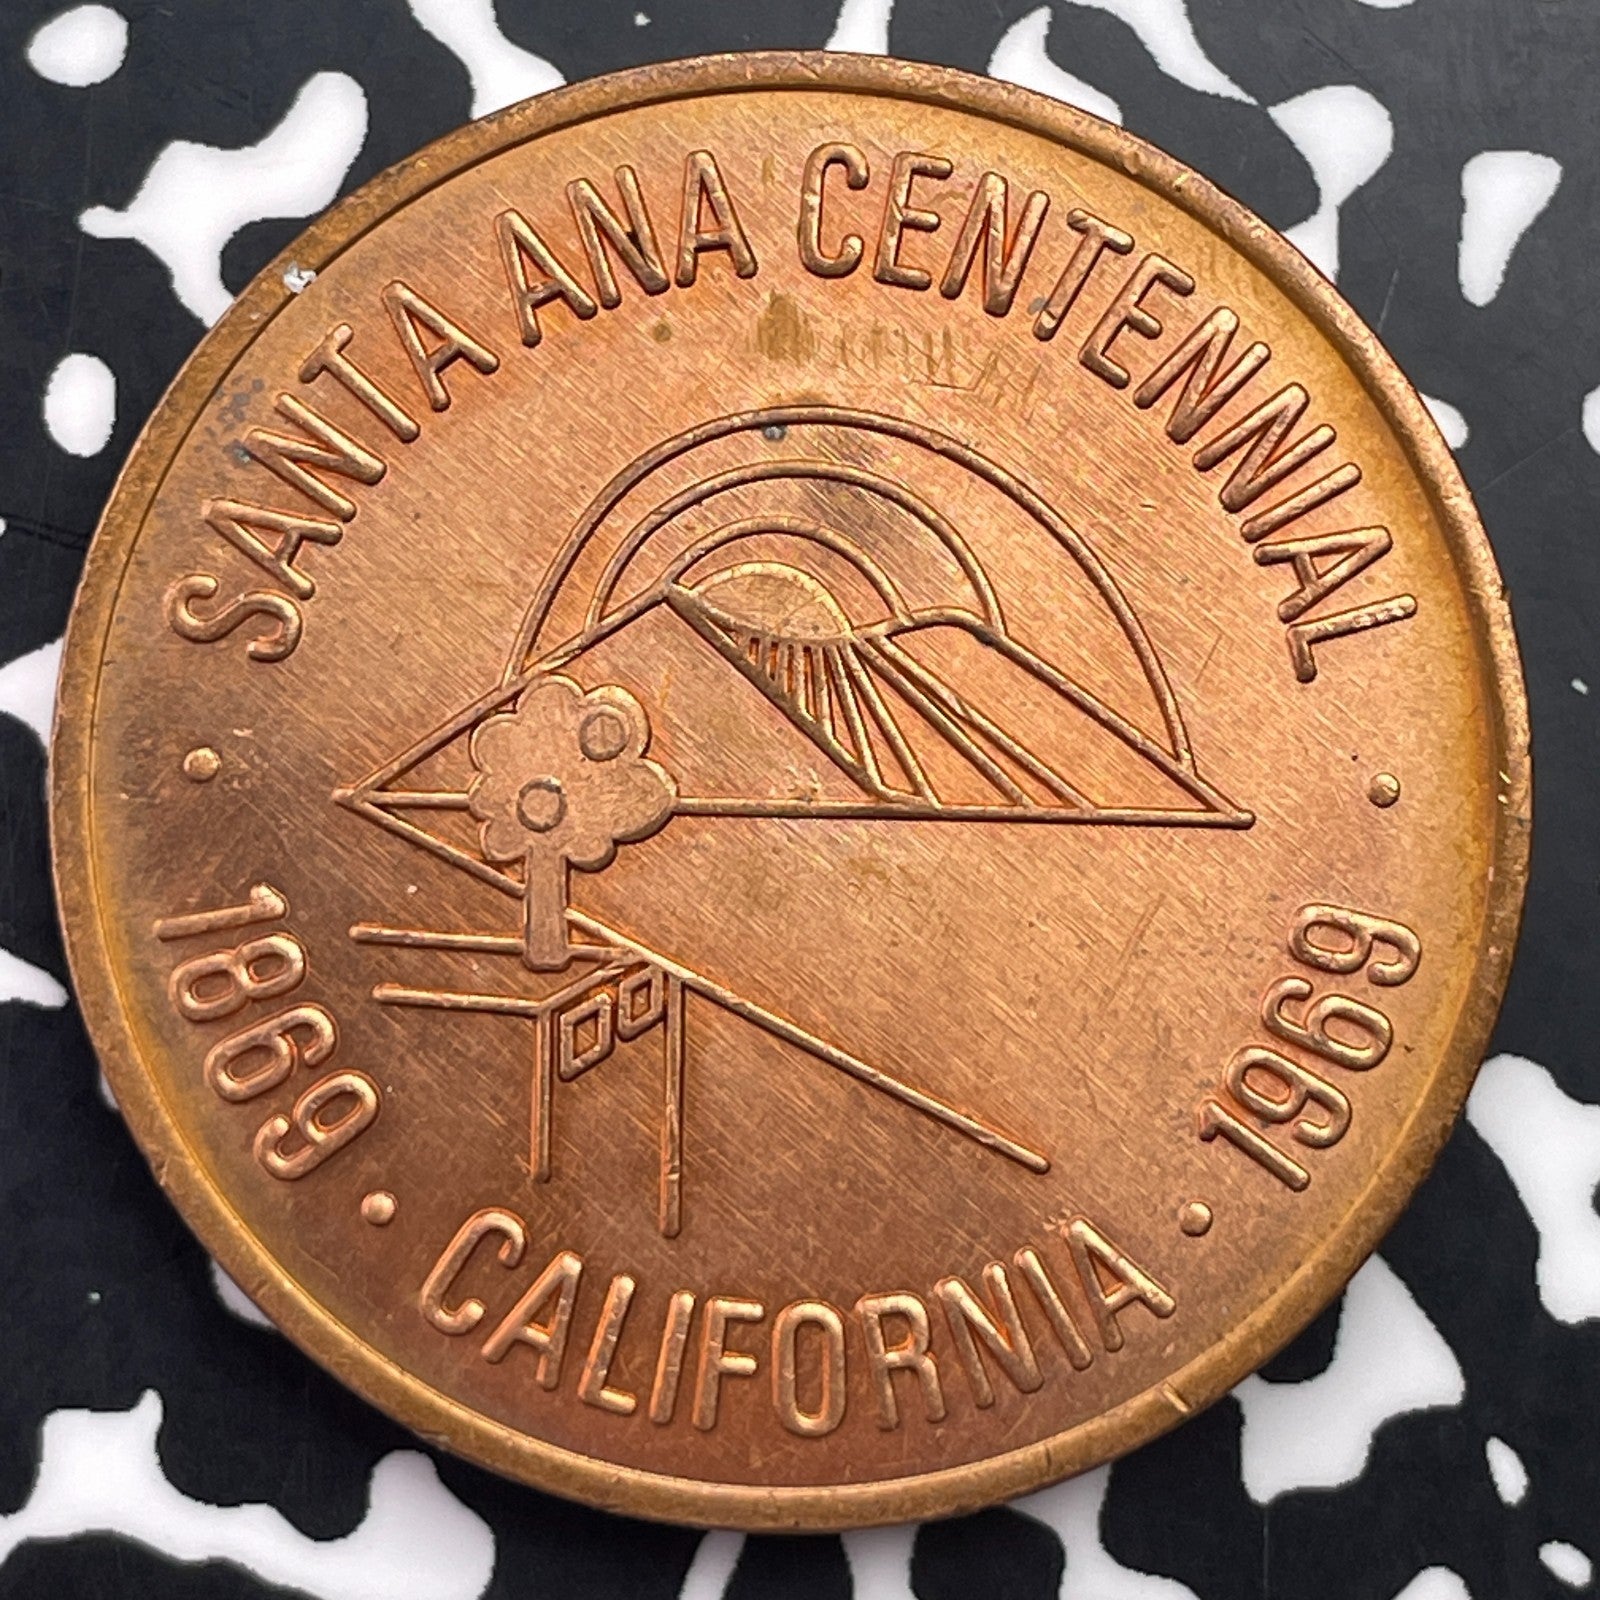 SANTA ANA CENTENNIAL
1869 · CALIFORNIA · 1969